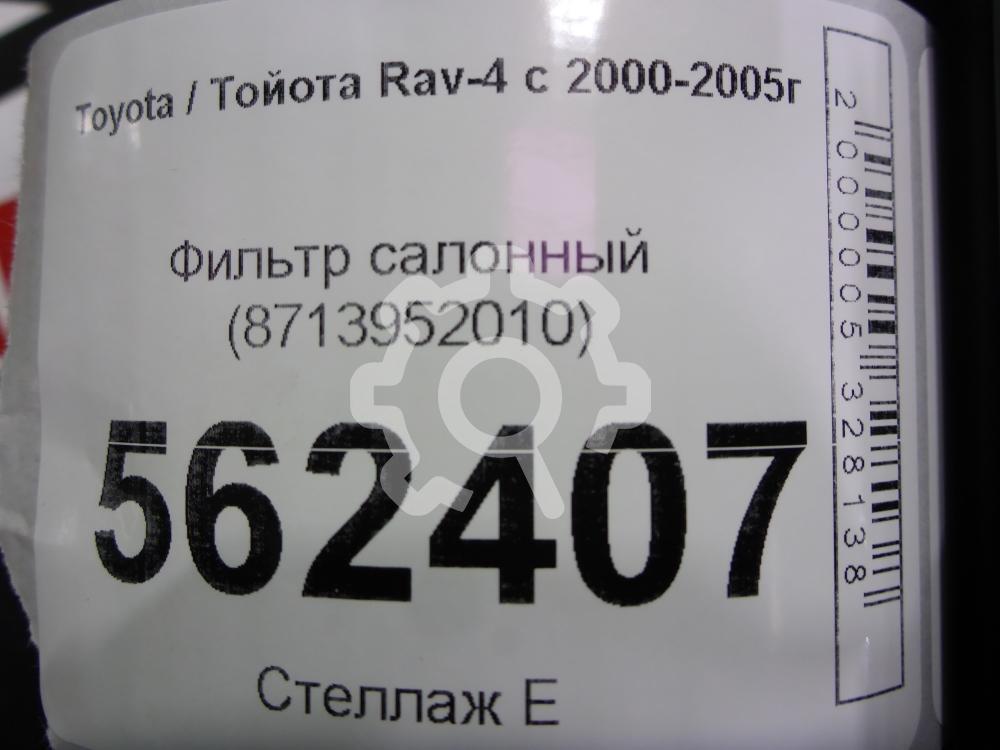 Toyota / Тойота Rav-4 с 2000-2005г
Фильтр салонный
(8713952010)
562407
Стеллаж Е
2000005328138